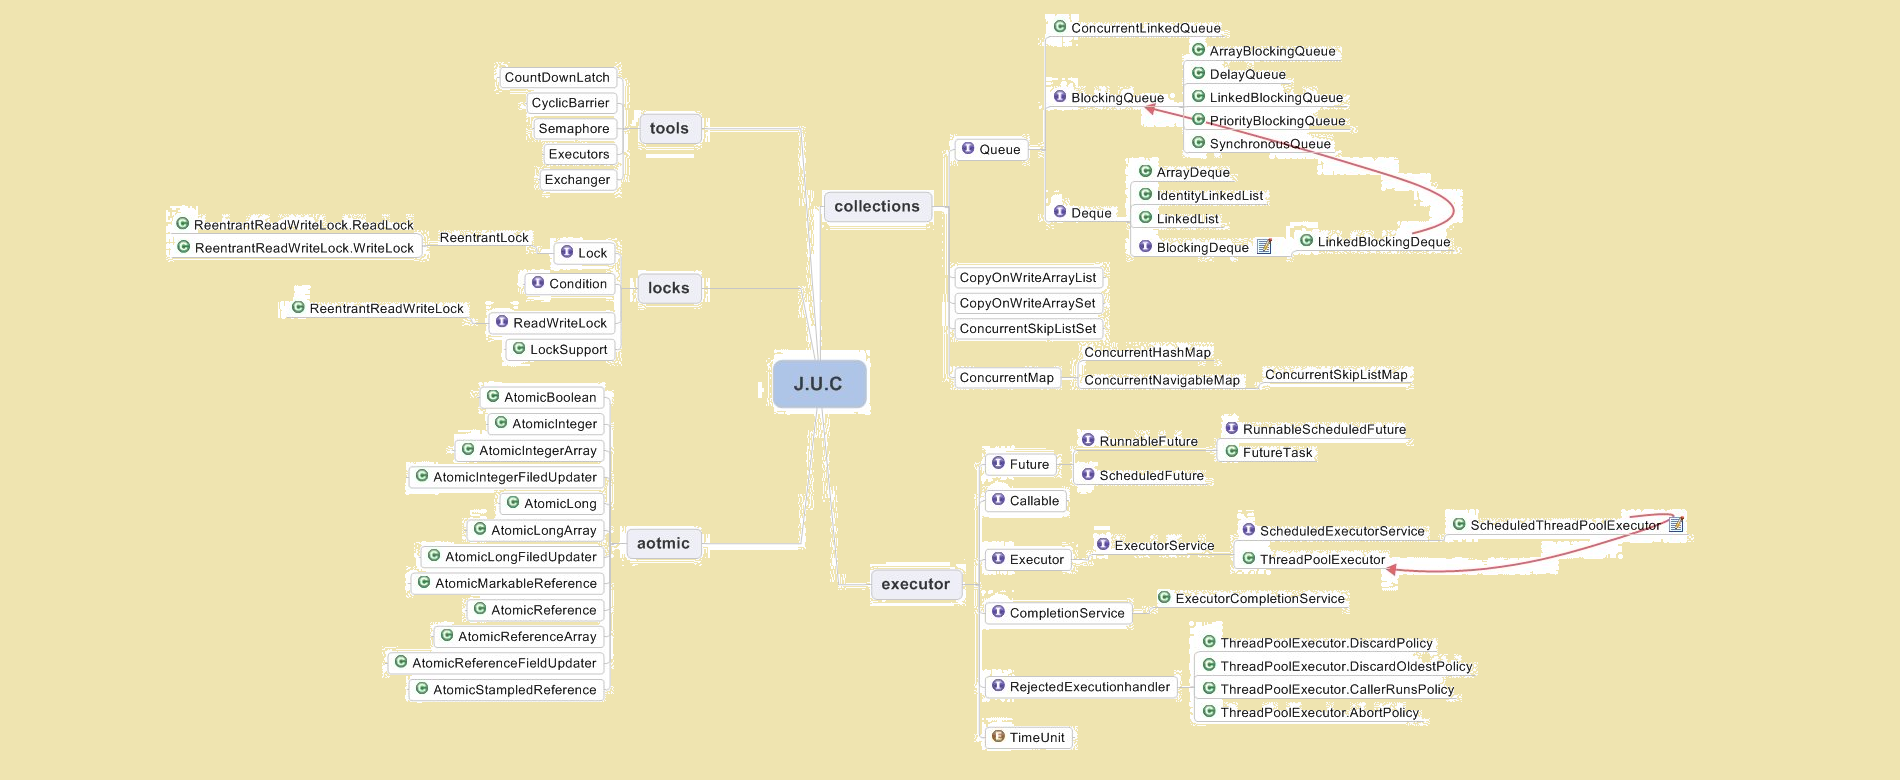 J.U.C
tools
CountDownLatch
CyclicBarrier
Semaphore
Executors
Exchanger
locks
Lock
ReentrantLock
ReentrantReadWriteLock.ReadLock
ReentrantReadWriteLock.WriteLock
Condition
ReadWriteLock
ReentrantReadWriteLock
LockSupport
aotmic
AtomicBoolean
AtomicInteger
AtomicIntegerArray
AtomicIntegerFiledUpdater
AtomicLong
AtomicLongArray
AtomicLongFiledUpdater
AtomicMarkableReference
AtomicReference
AtomicReferenceArray
AtomicReferenceFieldUpdater
AtomicStampledReference
collections
Queue
ConcurrentLinkedQueue
BlockingQueue
ArrayBlockingQueue
DelayQueue
LinkedBlockingQueue
PriorityBlockingQueue
SynchronousQueue
Deque
ArrayDeque
IdentityLinkedList
LinkedList
BlockingDeque
LinkedBlockingDeque
CopyOnWriteArrayList
CopyOnWriteArraySet
ConcurrentSkipListSet
ConcurrentMap
ConcurrentHashMap
ConcurrentNavigableMap
ConcurrentSkipListMap
executor
Future
RunnableFuture
RunnableScheduledFuture
FutureTask
ScheduledFuture
Callable
Executor
ExecutorService
ScheduledExecutorService
ScheduledThreadPoolExecutor
ThreadPoolExecutor
CompletionService
ExecutorCompletionService
RejectedExecutionhandler
ThreadPoolExecutor.DiscardPolicy
ThreadPoolExecutor.DiscardOldestPolicy
ThreadPoolExecutor.CallerRunsPolicy
ThreadPoolExecutor.AbortPolicy
TimeUnit